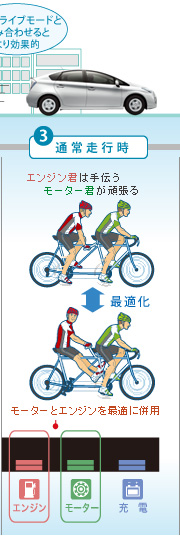 ライブモードと
み合わせると
り効果的
3 通常走行時
エンジン君は手伝う
モーター君が頑張る
最適化
モーターとエンジンを最適に併用
エンジン モーター 充電